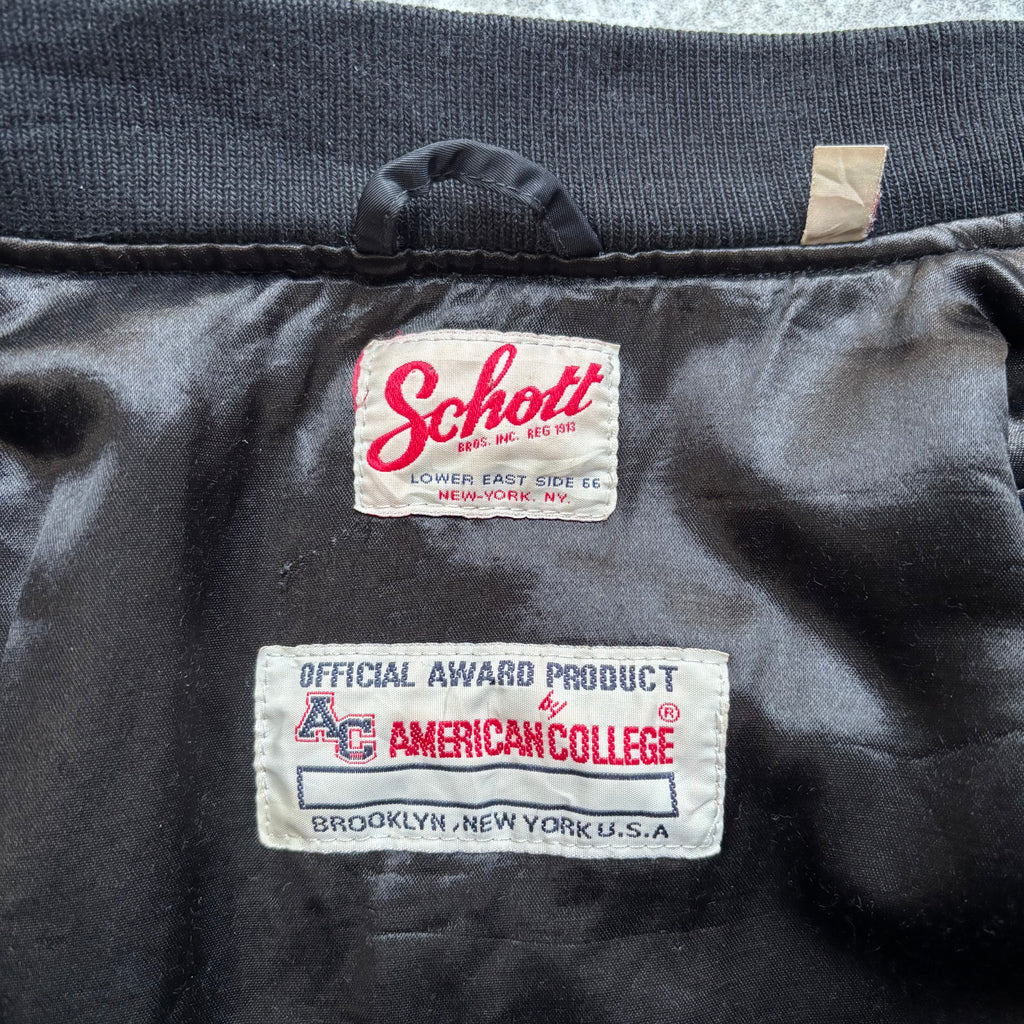 Schott
BROS. INC. REG 1913
LOWER EAST SIDE 66
NEW-YORK. NY.
OFFICIAL AWARD PRODUCT
by
AC AMERICAN COLLEGE ®
BROOKLYN, NEW YORK U.S.A